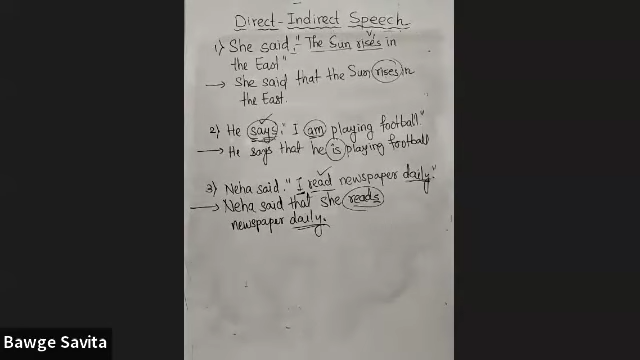 Direct-Indirect Speech
1) She said, "The Sun rises in
the East"
→ She said that the Sun rises in
the East.
2) He says, "I am playing football"
→ He says that he is playing football
3) Neha said, "I read newspaper daily."
→ Neha said that she reads
newspaper daily.
Bawge Savita